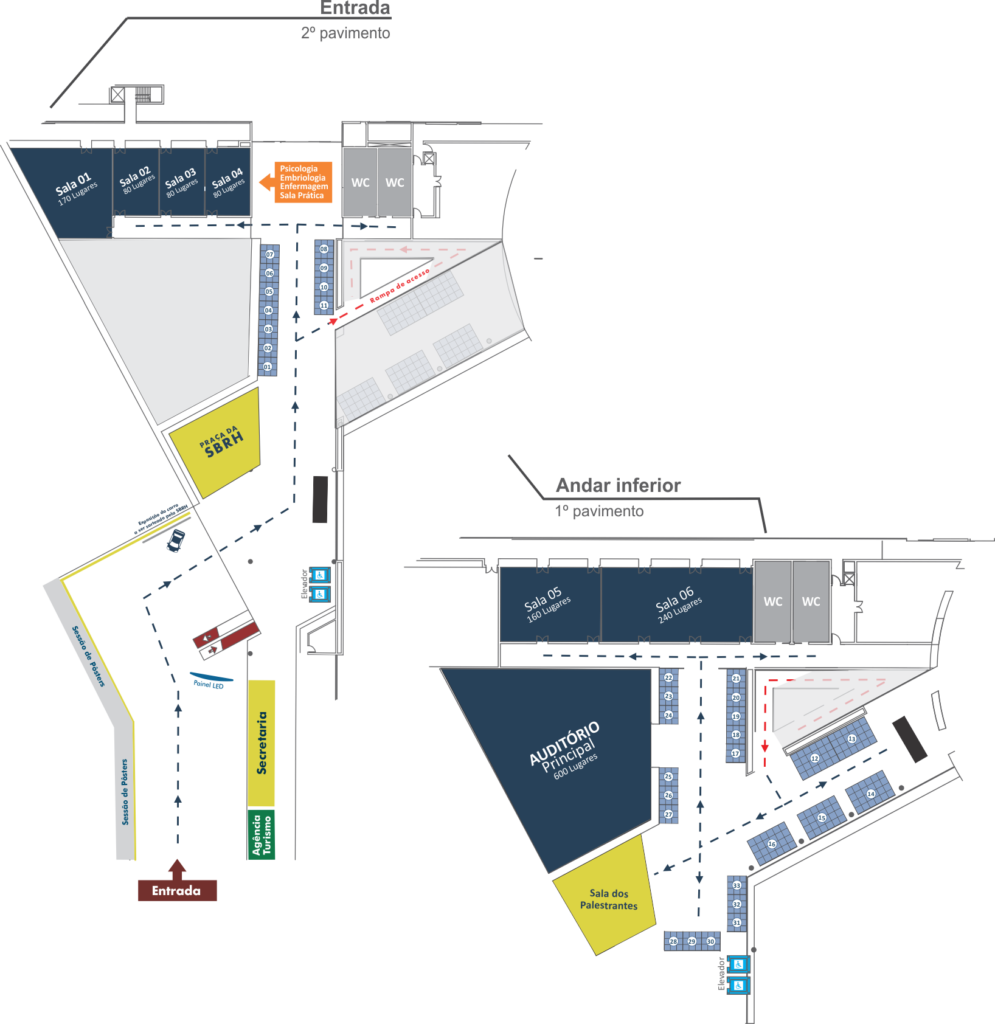 Entrada
2º pavimento
Sala 01
170 Lugares
Sala 02
80 Lugares
Sala 03
80 Lugares
Sala 04
80 Lugares
Psicologia
Embriologia
Enfermagem
Sala Prática
WC
WC
07
06
05
04
03
02
01
08
09
10
11
Rampa de acesso
PRAÇA DA
SBRH
Exposição do carro
a ser sorteado pela SBRH
Elevador
Sessão de Pôsters
Painel LED
Sessão de Pôsters
Secretaria
Agência
Turismo
Entrada
Andar inferior
1º pavimento
Sala 05
160 Lugares
Sala 06
240 Lugares
WC
WC
AUDITÓRIO
Principal
600 Lugares
22
23
24
21
20
19
18
17
25
26
27
13
12
14
15
16
Sala dos
Palestrantes
33
32
31
28
29
30
Elevador